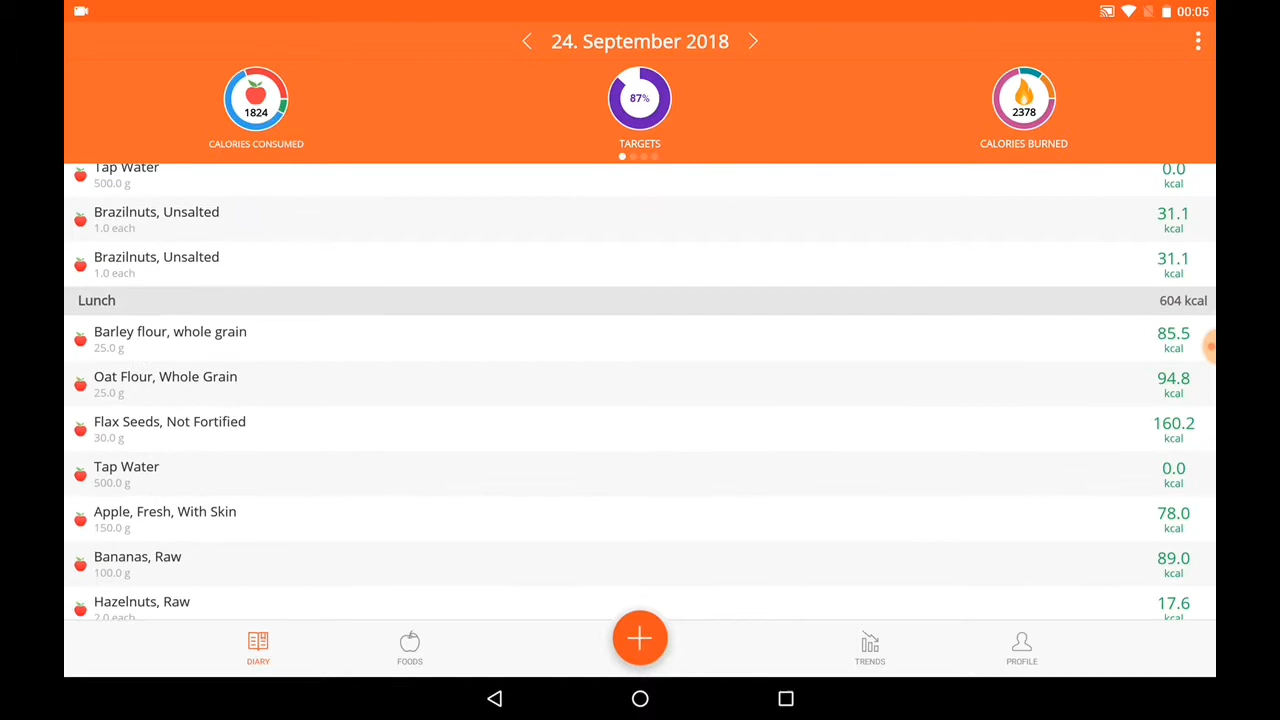 00:05
24. September 2018
1824
87%
2378
CALORIES CONSUMED
TARGETS
CALORIES BURNED
Tap Water
0.0
500.0 g
kcal
Brazilnuts, Unsalted
31.1
1.0 each
kcal
Brazilnuts, Unsalted
31.1
1.0 each
kcal
Lunch
604 kcal
Barley flour, whole grain
85.5
25.0 g
kcal
Oat Flour, Whole Grain
94.8
25.0 g
kcal
Flax Seeds, Not Fortified
160.2
30.0 g
kcal
Tap Water
0.0
500.0 g
kcal
Apple, Fresh, With Skin
78.0
150.0 g
kcal
Bananas, Raw
89.0
100.0 g
kcal
Hazelnuts, Raw
17.6
2.0 each
kcal
DIARY
FOODS
TRENDS
PROFILE